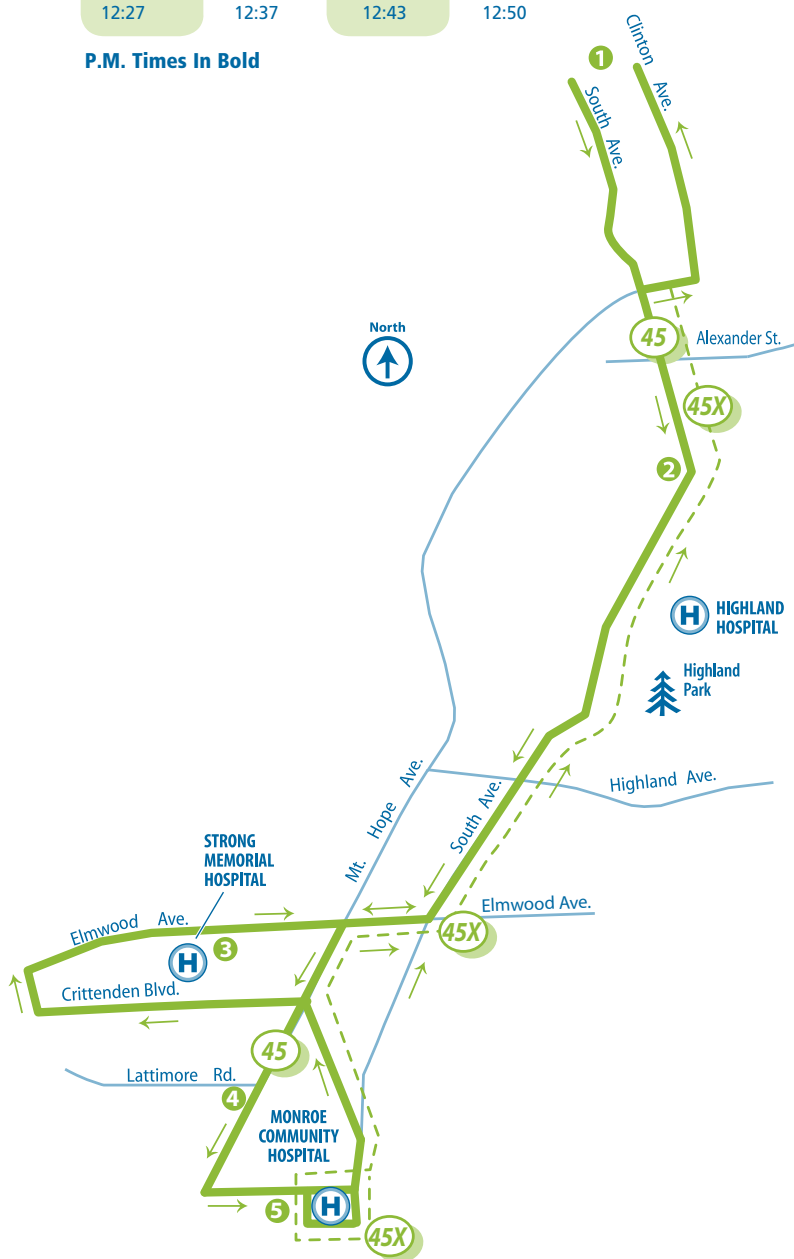 12:27 12:37 12:43 12:50
P.M. Times In Bold
1
South Ave.
Clinton Ave.
North
45
Alexander St.
45X
2
H
HIGHLAND
HOSPITAL
Highland
Park
Highland Ave.
Mt. Hope Ave.
South Ave.
STRONG
MEMORIAL
HOSPITAL
Elmwood Ave.
Elmwood Ave.
45X
3
H
Crittenden Blvd.
45
Lattimore Rd.
4
MONROE
COMMUNITY
HOSPITAL
5
H
45X